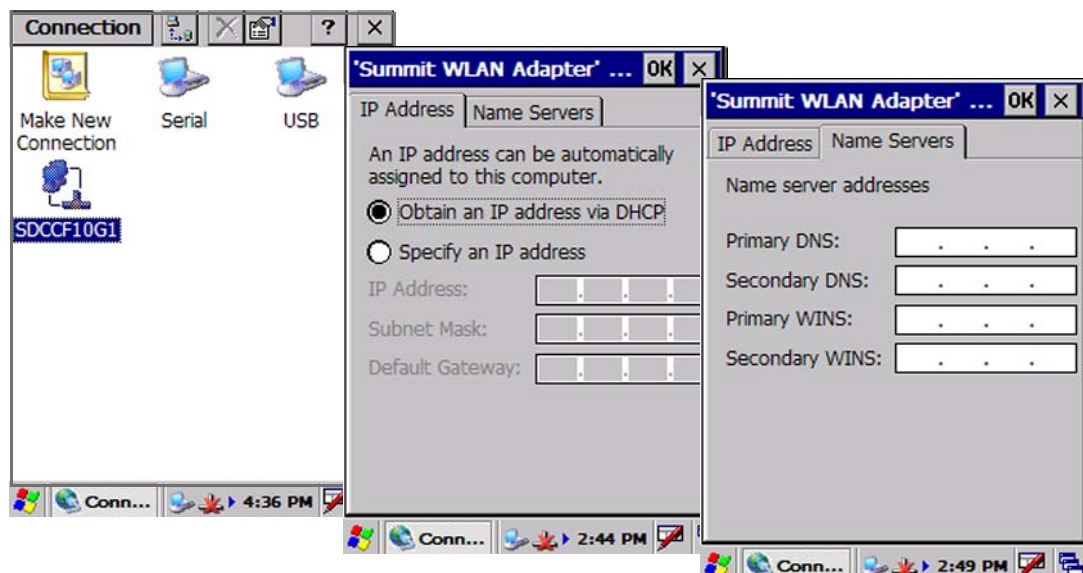 Connection ? ×
Make New Connection
Serial
USB
SDCCF10G1
Conn... 4:36 PM
'Summit WLAN Adapter' ... OK ×
IP Address Name Servers
An IP address can be automatically
assigned to this computer.
Obtain an IP address via DHCP
Specify an IP address
IP Address:
Subnet Mask:
Default Gateway:
Conn... 2:44 PM
'Summit WLAN Adapter' ... OK ×
IP Address Name Servers
Name server addresses
Primary DNS: . . .
Secondary DNS: . . .
Primary WINS: . . .
Secondary WINS: . . .
Conn... 2:49 PM